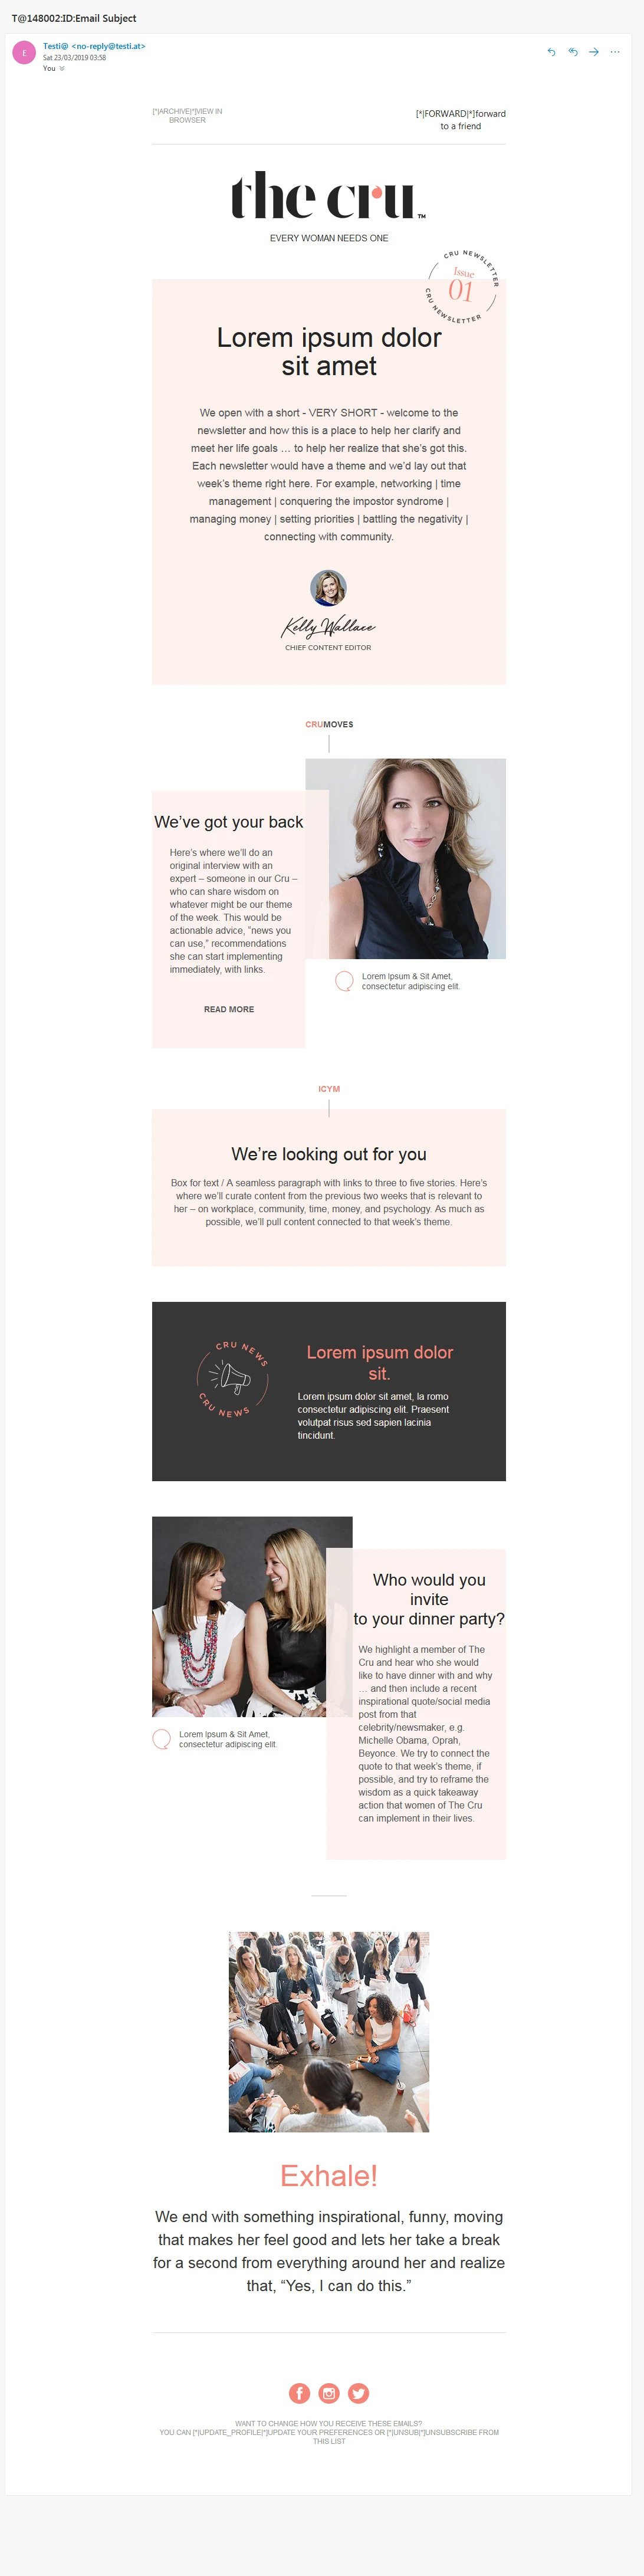 T@148002:ID:Email Subject
E
Testi@ <no-reply@testi.at>
Sat 23/03/2019 03:58
You
[*|ARCHIVE|*]VIEW IN
BROWSER
[*|FORWARD|*]forward
to a friend
the cru™
EVERY WOMAN NEEDS ONE
CRU NEWSLETTER
Issue
01
CRU NEWSLETTER
Lorem ipsum dolor
sit amet
We open with a short - VERY SHORT - welcome to the
newsletter and how this is a place to help her clarify and
meet her life goals … to help her realize that she’s got this.
Each newsletter would have a theme and we’d lay out that
week’s theme right here. For example, networking | time
management | conquering the impostor syndrome |
managing money | setting priorities | battling the negativity |
connecting with community.
Kelly Wallace
CHIEF CONTENT EDITOR
CRUMOVES
We’ve got your back
Here’s where we’ll do an
original interview with an
expert – someone in our Cru –
who can share wisdom on
whatever might be our theme
of the week. This would be
actionable advice, “news you
can use,” recommendations
she can start implementing
immediately, with links.
READ MORE
Lorem Ipsum & Sit Amet,
consectetur adipiscing elit.
ICYM
We’re looking out for you
Box for text / A seamless paragraph with links to three to five stories. Here’s
where we’ll curate content from the previous two weeks that is relevant to
her – on workplace, community, time, money, and psychology. As much as
possible, we’ll pull content connected to that week’s theme.
CRU NEWS
CRU NEWS
Lorem ipsum dolor
sit.
Lorem ipsum dolor sit amet, la romo
consectetur adipiscing elit. Praesent
volutpat risus sed sapien lacinia
tincidunt.
Who would you
invite
to your dinner party?
We highlight a member of The
Cru and hear who she would
like to have dinner with and why
… and then include a recent
inspirational quote/social media
post from that
celebrity/newsmaker, e.g.
Michelle Obama, Oprah,
Beyonce. We try to connect the
quote to that week’s theme, if
possible, and try to reframe the
wisdom as a quick takeaway
action that women of The Cru
can implement in their lives.
Lorem Ipsum & Sit Amet,
consectetur adipiscing elit.
Exhale!
We end with something inspirational, funny, moving
that makes her feel good and lets her take a break
for a second from everything around her and realize
that, “Yes, I can do this.”
WANT TO CHANGE HOW YOU RECEIVE THESE EMAILS?
YOU CAN [*|UPDATE_PROFILE|*]UPDATE YOUR PREFERENCES OR [*|UNSUB|*]UNSUBSCRIBE FROM
THIS LIST